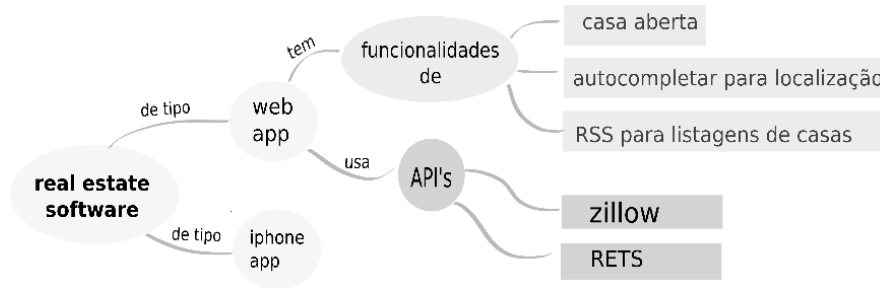 casa aberta
tem
funcionalidades
de
autocompletar para localização
de tipo
web
app
RSS para listagens de casas
usa
API's
real estate
software
zillow
de tipo
iphone
app
RETS